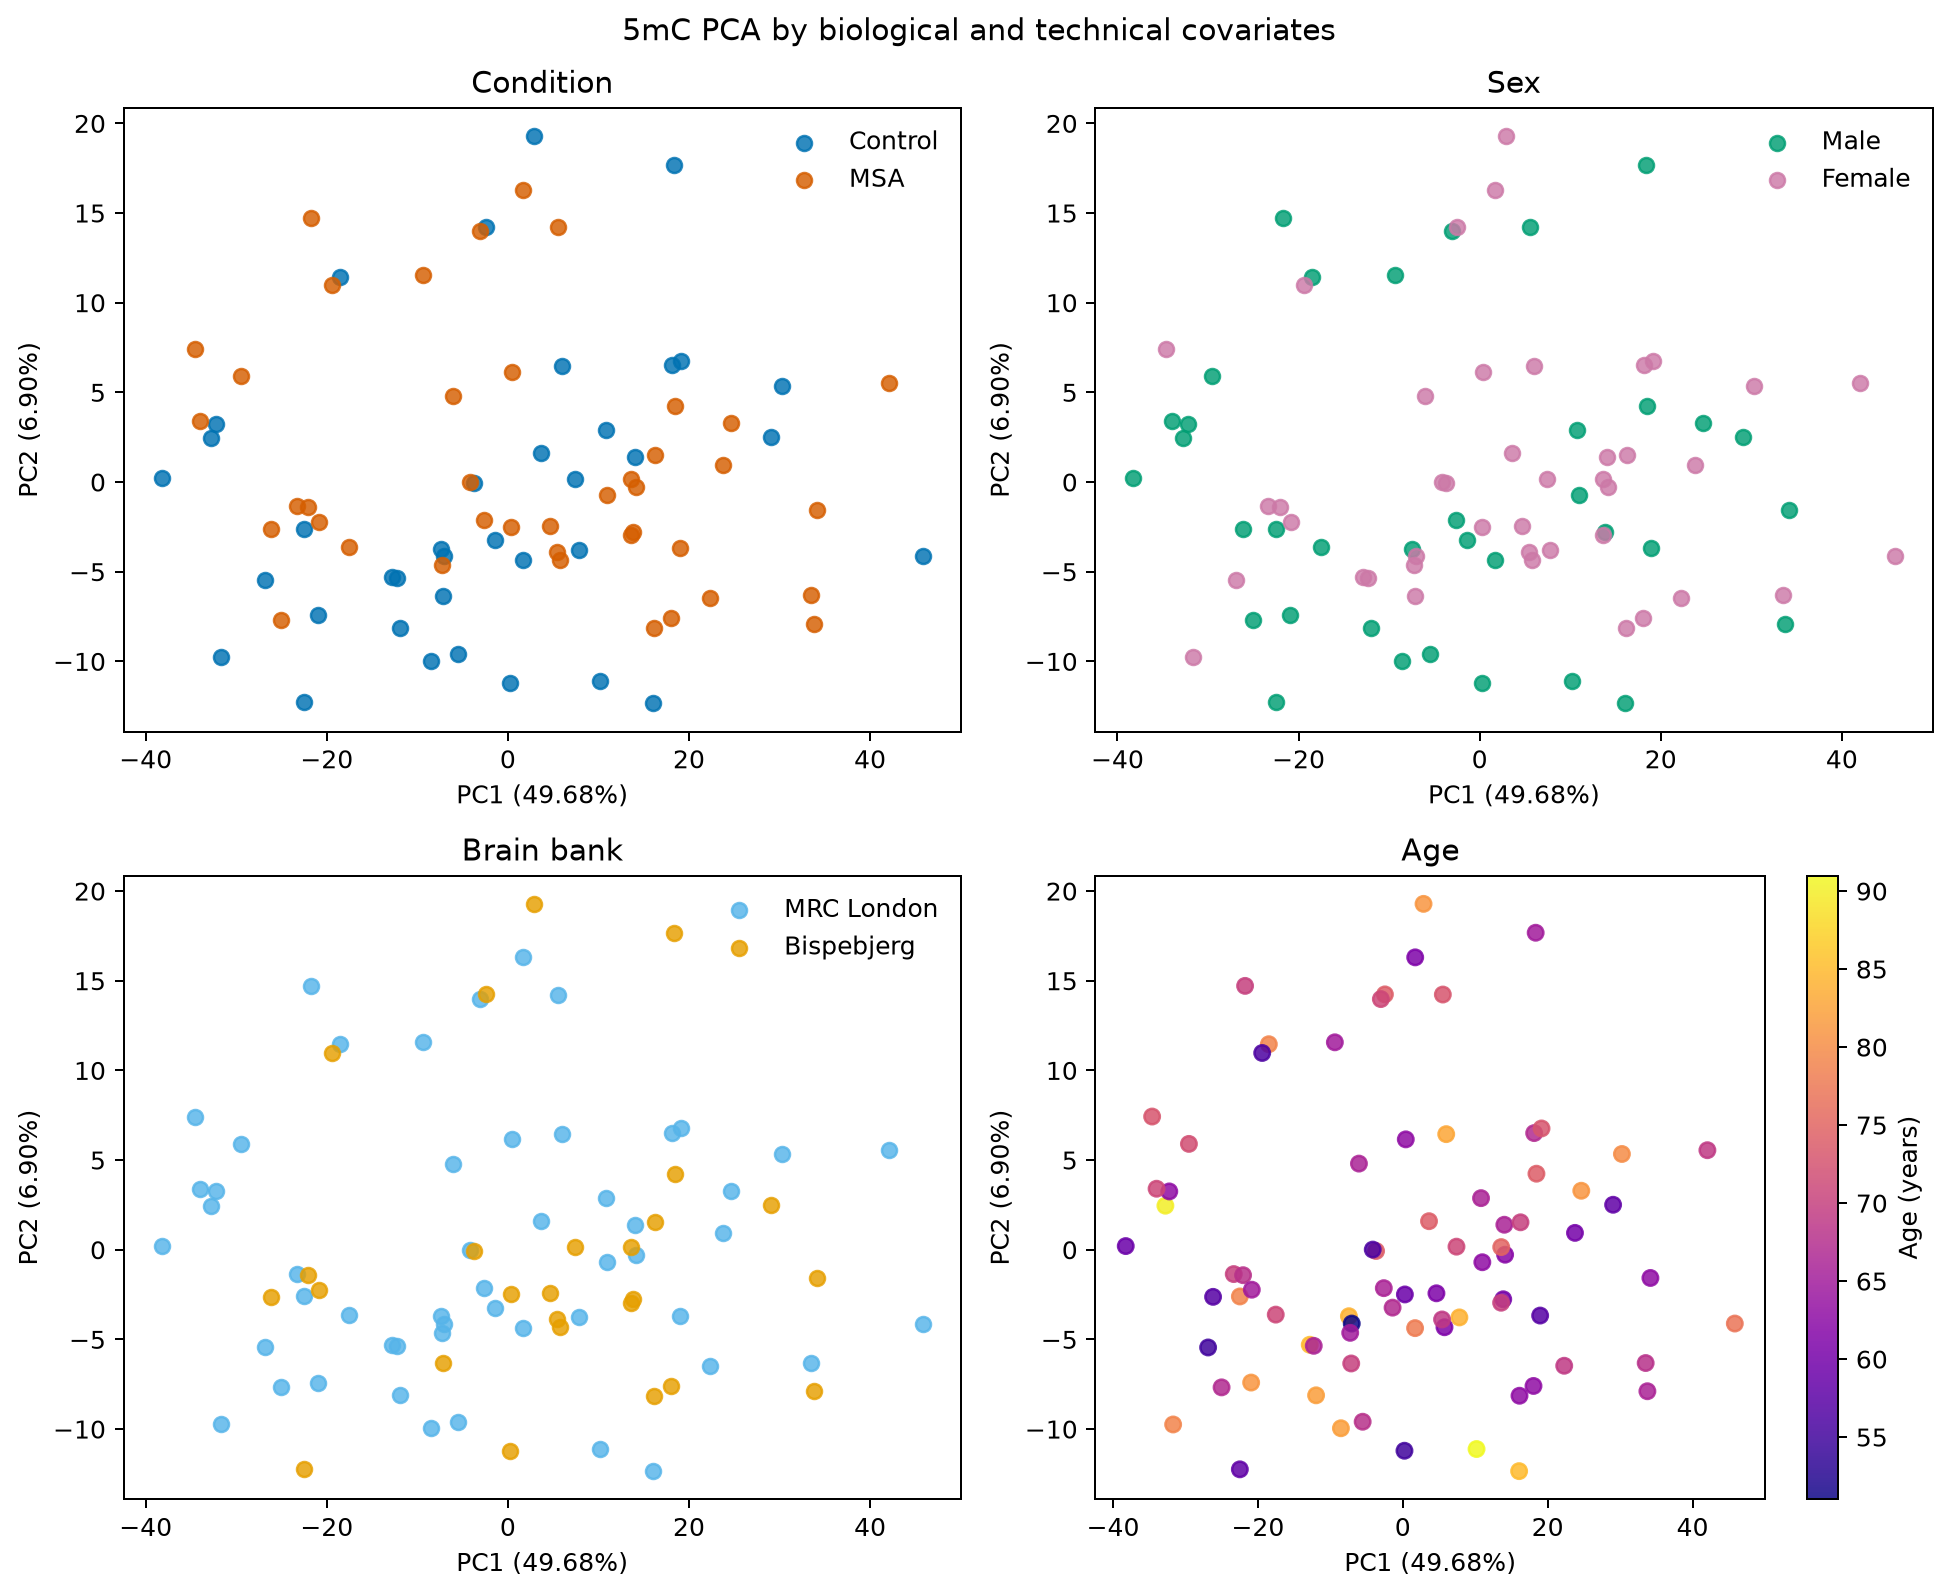 5mC PCA by biological and technical covariates
Condition
20
15
10
5
0
−5
−10
−40
−20
0
20
40
PC2 (6.90%)
PC1 (49.68%)
Control
MSA
Sex
20
15
10
5
0
−5
−10
−40
−20
0
20
40
PC2 (6.90%)
PC1 (49.68%)
Male
Female
Brain bank
20
15
10
5
0
−5
−10
−40
−20
0
20
40
PC2 (6.90%)
PC1 (49.68%)
MRC London
Bispebjerg
Age
20
15
10
5
0
−5
−10
−40
−20
0
20
40
PC2 (6.90%)
PC1 (49.68%)
90
85
80
75
70
65
60
55
Age (years)